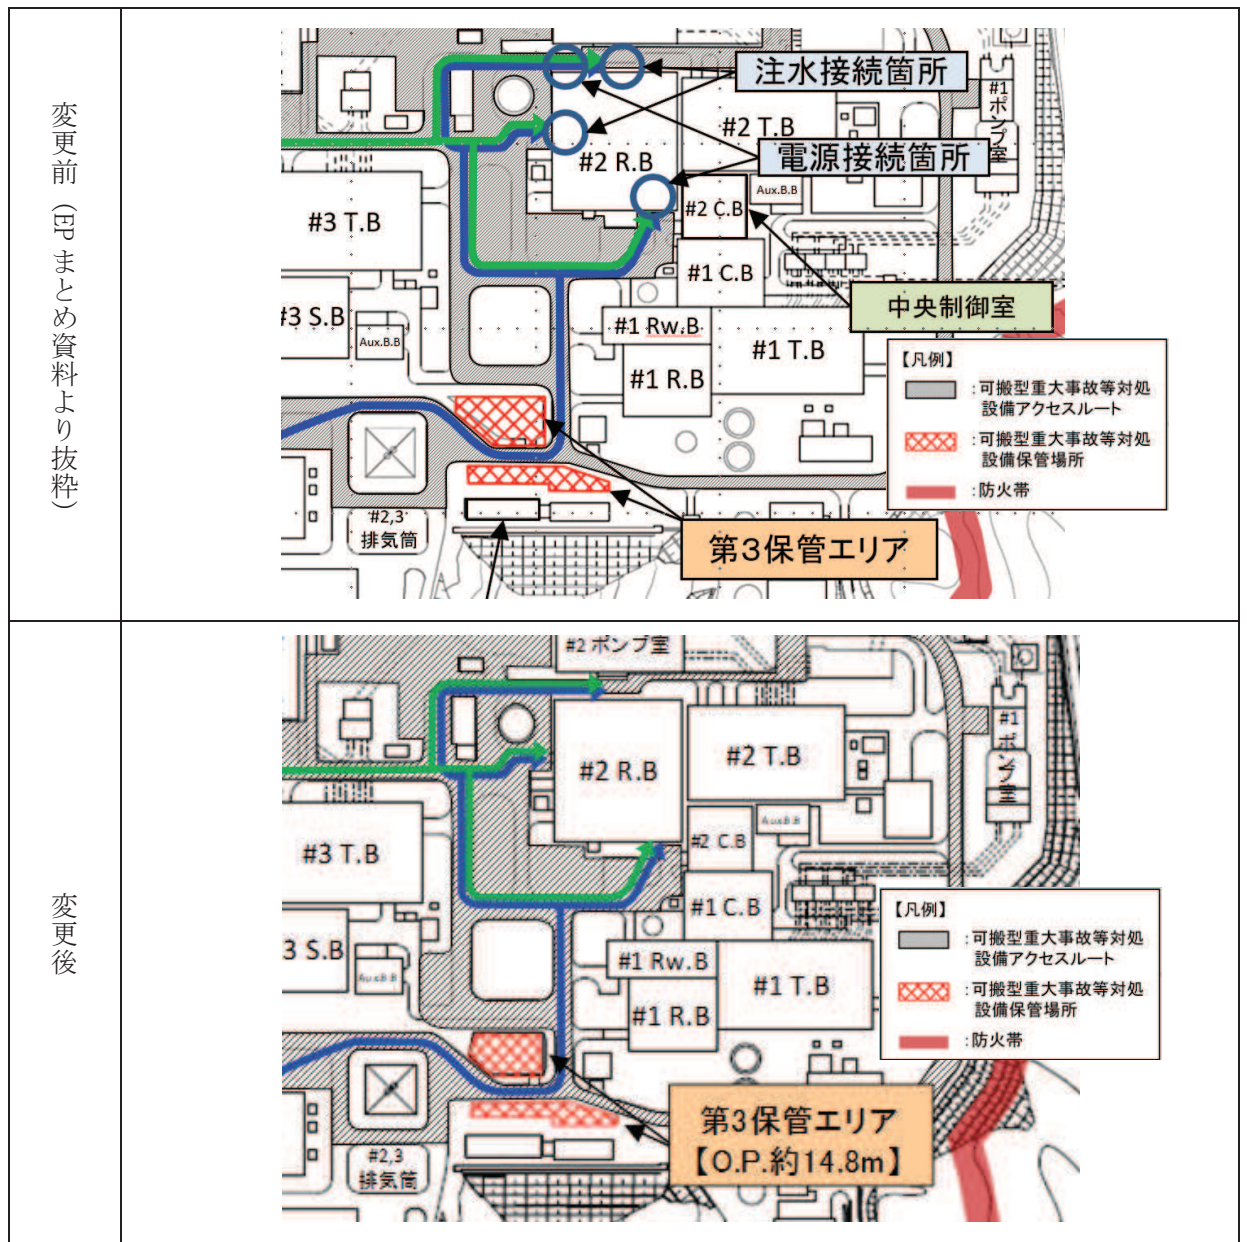 変更前（EPまとめ資料より抜粋）
注水接続箇所
#1ポンプ室
#2 T.B
電源接続箇所
#2 R.B
Aux.B.B
#2 C.B
#3 T.B
#1 C.B
中央制御室
#3 S.B
Aux.B.B
#1 Rw.B
#1 T.B
#1 R.B
【凡例】
:可搬型重大事故等対処
設備アクセスルート
:可搬型重大事故等対処
設備保管場所
:防火帯
#2,3
排気筒
第3保管エリア
変更後
#2 ポンプ室
#1ポンプ室
#2 R.B
#2 T.B
Aux.B.B
#2 C.B
#3 T.B
#1 C.B
3 S.B
Aux.B.B
#1 Rw.B
#1 T.B
#1 R.B
【凡例】
:可搬型重大事故等対処
設備アクセスルート
:可搬型重大事故等対処
設備保管場所
:防火帯
#2,3
排気筒
第3保管エリア
【O.P.約14.8m】